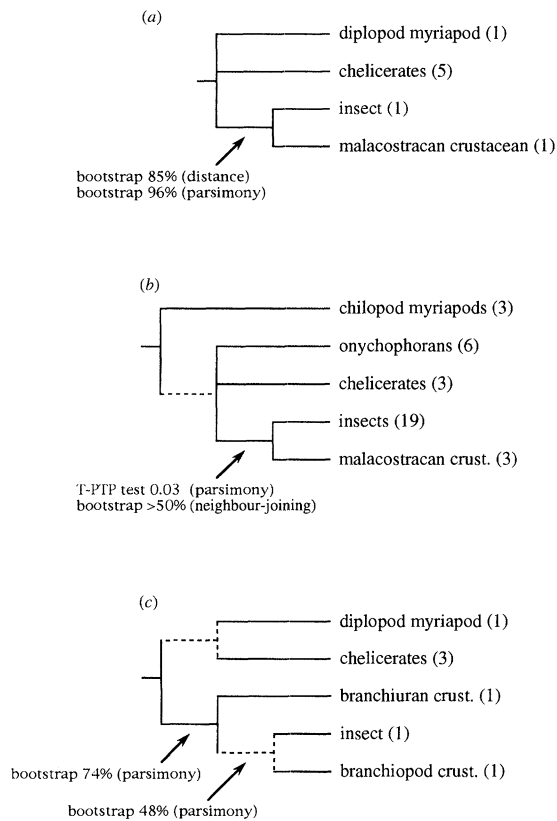 (a)
diplopod myriapod (1)
chelicerates (5)
insect (1)
malacostracan crustacean (1)
bootstrap 85% (distance)
bootstrap 96% (parsimony)
(b)
chilopod myriapods (3)
onychophorans (6)
chelicerates (3)
insects (19)
malacostracan crust. (3)
T-PTP test 0.03 (parsimony)
bootstrap >50% (neighbour-joining)
(c)
diplopod myriapod (1)
chelicerates (3)
branchiuran crust. (1)
insect (1)
branchiopod crust. (1)
bootstrap 74% (parsimony)
bootstrap 48% (parsimony)